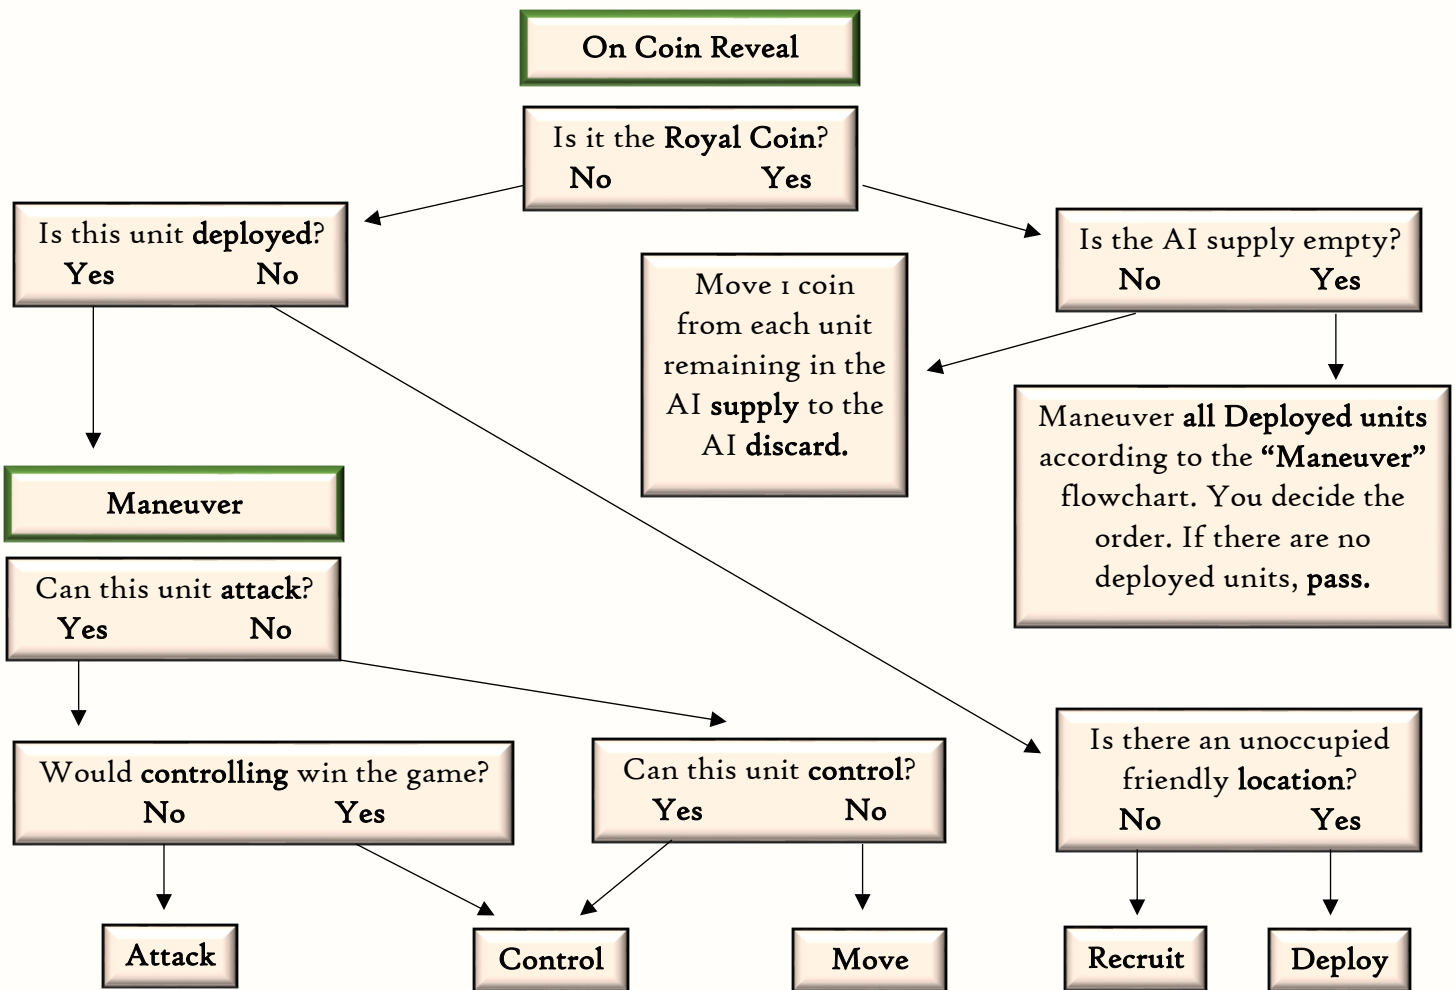 On Coin Reveal
Is it the Royal Coin?
No Yes
Is this unit deployed?
Yes No
Is the AI supply empty?
No Yes
Move 1 coin
from each unit
remaining in the
AI supply to the
AI discard.
Maneuver all Deployed units
according to the “Maneuver”
flowchart. You decide the
order. If there are no
deployed units, pass.
Maneuver
Can this unit attack?
Yes No
Would controlling win the game?
No Yes
Can this unit control?
Yes No
Is there an unoccupied
friendly location?
No Yes
Attack
Control
Move
Recruit
Deploy